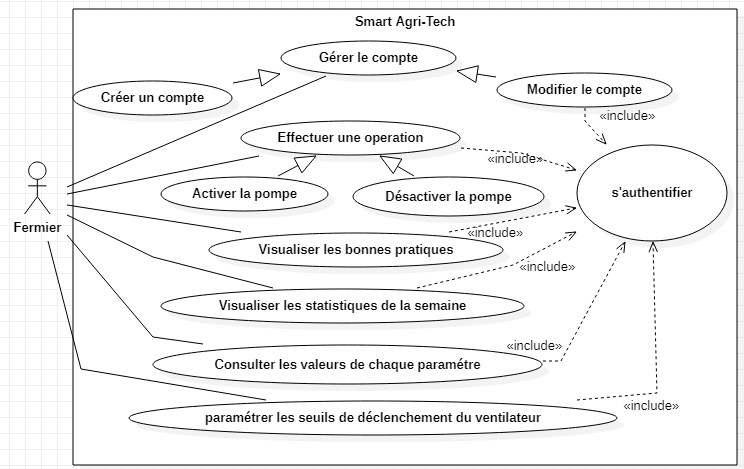 Smart Agri-Tech
Gérer le compte
Créer un compte
Modifier le compte
«include»
Effectuer une operation
«include»
Activer la pompe
Désactiver la pompe
s'authentifier
Fermier
Visualiser les bonnes pratiques
«include»
«include»
Visualiser les statistiques de la semaine
«include»
Consulter les valeurs de chaque paramétre
«include»
paramétrer les seuils de déclenchement du ventilateur